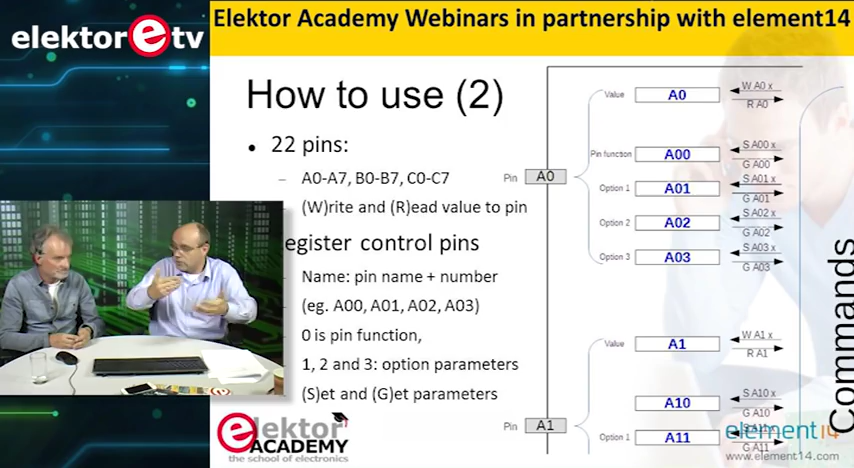 elektor e tv
Elektor Academy Webinars in partnership with element14
How to use (2)
• 22 pins:
– A0-A7, B0-B7, C0-C7
(W)rite and (R)ead value to pin
egister control pins
Name: pin name + number
(eg. A00, A01, A02, A03)
0 is pin function,
1, 2 and 3: option parameters
(S)et and (G)et parameters
Pin A0
Value A0 W A0 x
R A0
Pin function A00 S A00 x
G A00
Option 1 A01 S A01 x
G A01
Option 2 A02 S A02 x
G A02
Option 3 A03 S A03 x
G A03
Pin A1
Value A1 W A1 x
R A1
A10 S A10 x
G A10
Option 1 A11 S A11 x
G A11
Commands
elektor
ACADEMY
the school of electronics
element14
www.element14.com